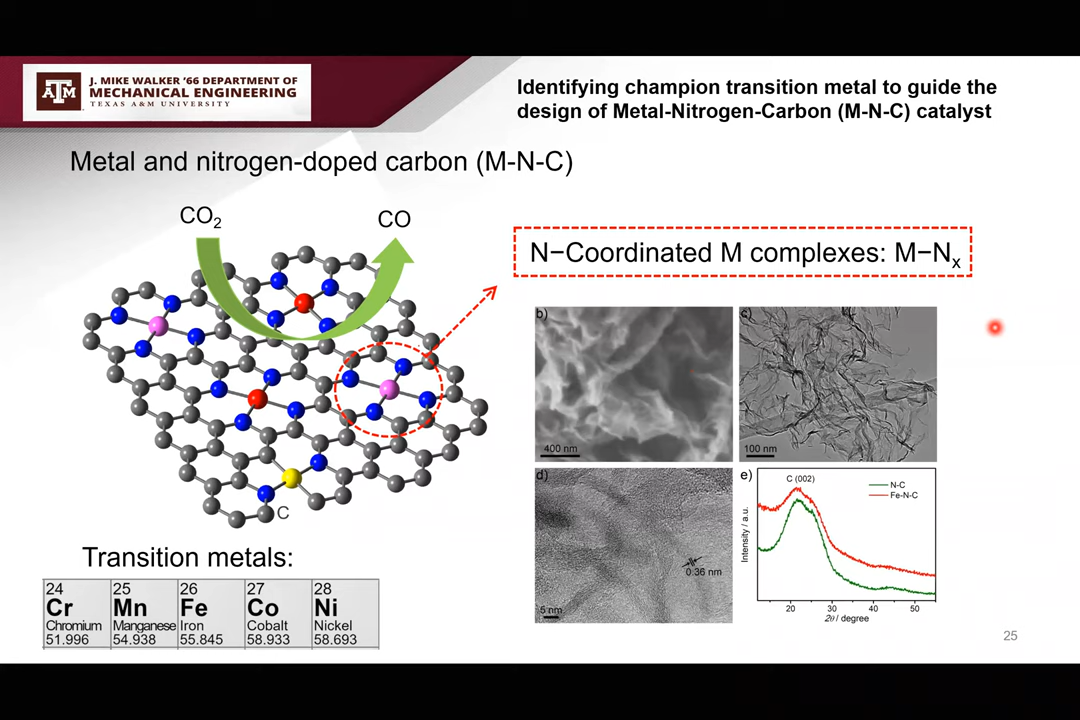 ATM
J. MIKE WALKER '66 DEPARTMENT OF
MECHANICAL ENGINEERING
TEXAS A&M UNIVERSITY
Identifying champion transition metal to guide the
design of Metal-Nitrogen-Carbon (M-N-C) catalyst
Metal and nitrogen-doped carbon (M-N-C)
CO₂
CO
N−Coordinated M complexes: M−Nₓ
b)
400 nm
c)
100 nm
d)
0.36 nm
5 nm
e)
C (002)
N-C
Fe-N-C
Intensity / a.u.
20 30 40 50
2θ / degree
C
Transition metals:
24 25 26 27 28
Cr Mn Fe Co Ni
Chromium Manganese Iron Cobalt Nickel
51.996 54.938 55.845 58.933 58.693
25